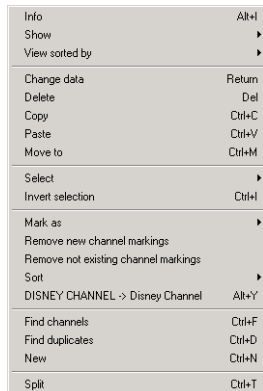 Info Alt+I
Show
View sorted by
Change data Return
Delete Del
Copy Ctrl+C
Paste Ctrl+V
Move to Ctrl+M
Select
Invert selection Ctrl+I
Mark as
Remove new channel markings
Remove not existing channel markings
Sort
DISNEY CHANNEL -> Disney Channel Alt+Y
Find channels Ctrl+F
Find duplicates Ctrl+D
New Ctrl+N
Split Ctrl+T